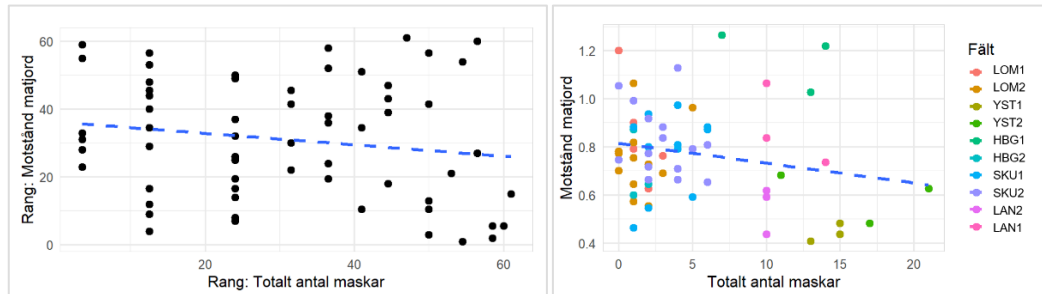 60
40
20
0
Rang: Motstånd matjord
20
40
60
Rang: Totalt antal maskar
1.2
1.0
0.8
0.6
0.4
Motstånd matjord
0
5
10
15
20
Totalt antal maskar
Fält
LOM1
LOM2
YST1
YST2
HBG1
HBG2
SKU1
SKU2
LAN2
LAN1